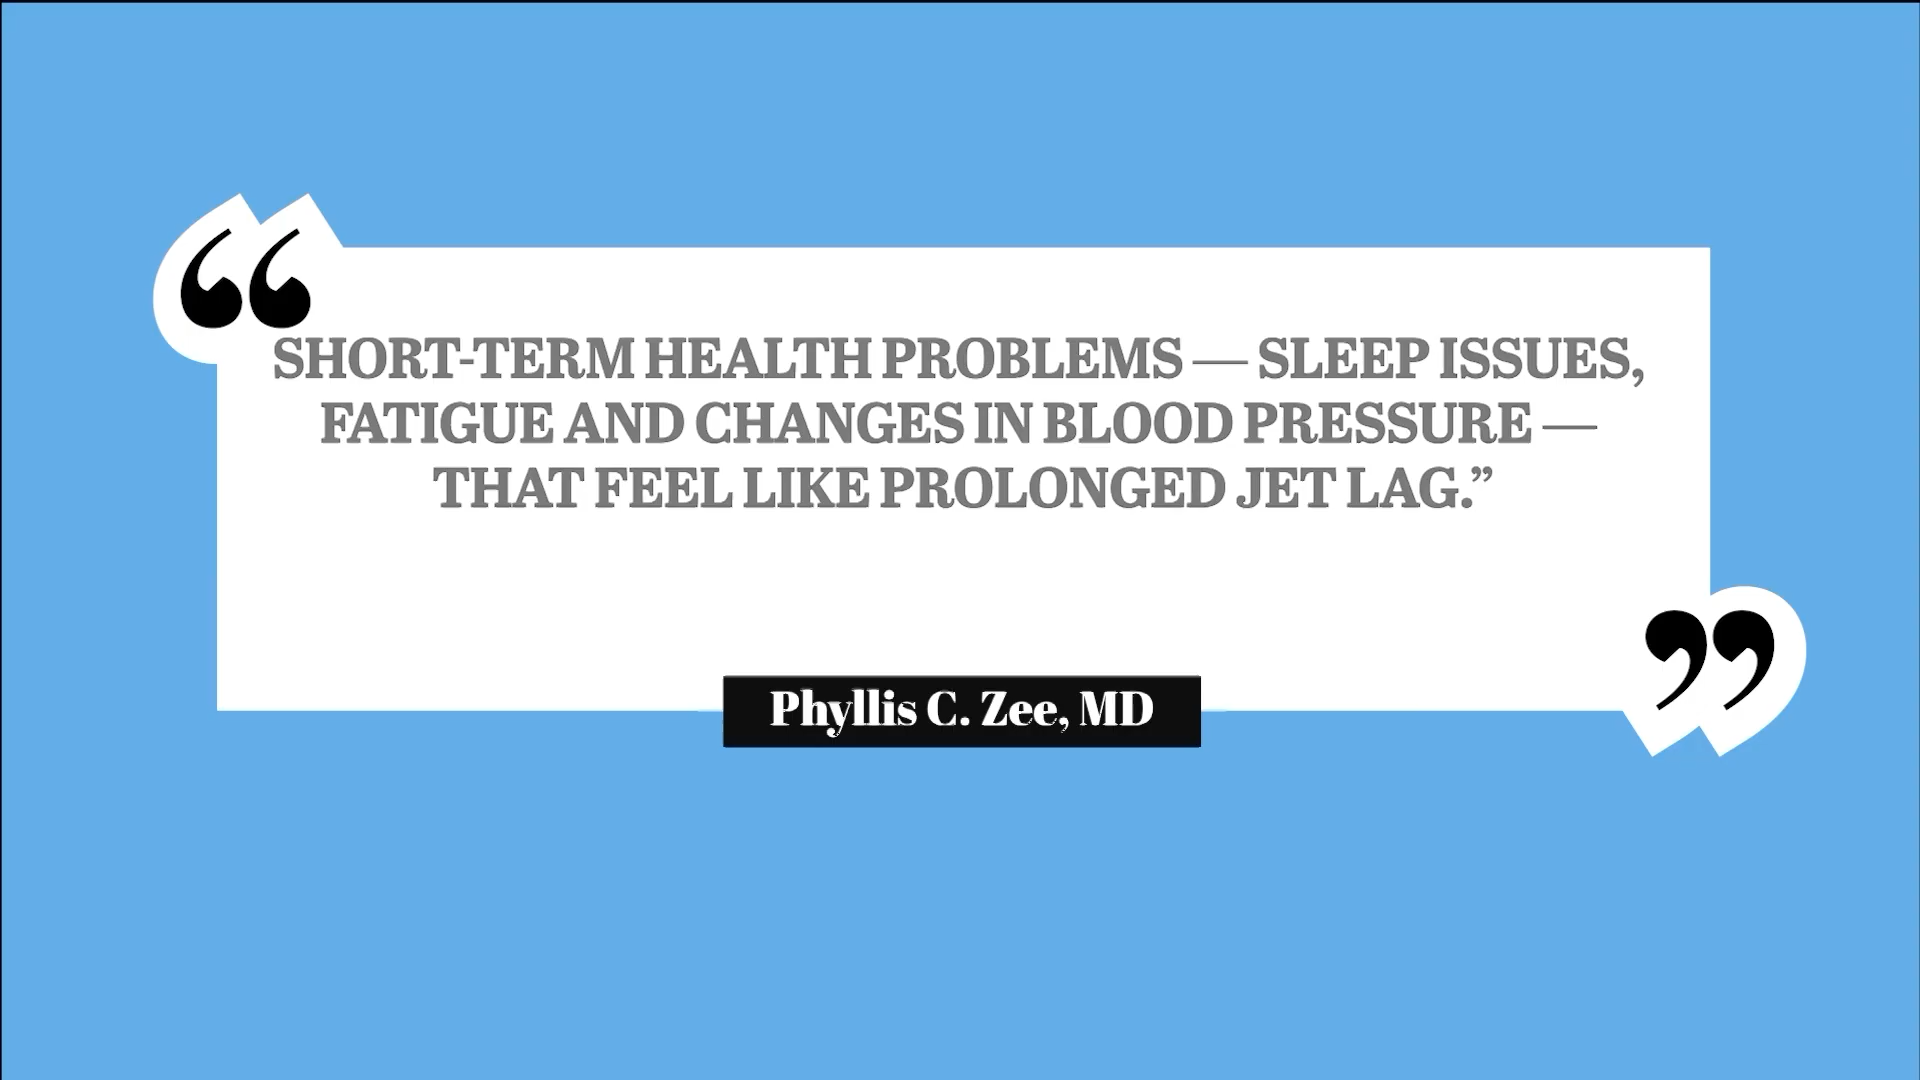 “
SHORT-TERM HEALTH PROBLEMS — SLEEP ISSUES,
FATIGUE AND CHANGES IN BLOOD PRESSURE —
THAT FEEL LIKE PROLONGED JET LAG.”
”
Phyllis C. Zee, MD